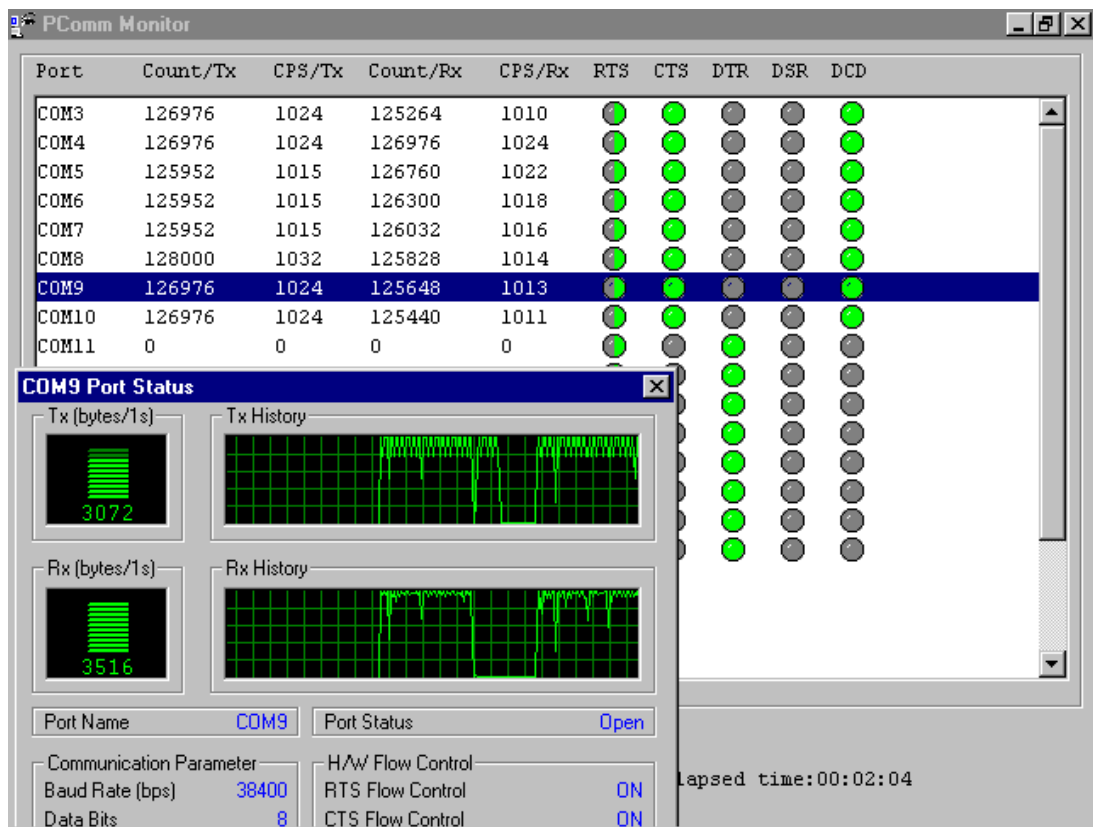 PComm Monitor
Port Count/Tx CPS/Tx Count/Rx CPS/Rx RTS CTS DTR DSR DCD
COM3 126976 1024 125264 1010
COM4 126976 1024 126976 1024
COM5 125952 1015 126760 1022
COM6 125952 1015 126300 1018
COM7 125952 1015 126032 1016
COM8 128000 1032 125828 1014
COM9 126976 1024 125648 1013
COM10 126976 1024 125440 1011
COM11 0 0 0 0
COM9 Port Status
Tx (bytes/1s) Tx History
3072
Rx (bytes/1s) Rx History
3516
Port Name COM9 Port Status Open
Communication Parameter H/W Flow Control
Baud Rate (bps) 38400 RTS Flow Control ON
lapsed time:00:02:04
Data Bits 8 CTS Flow Control ON